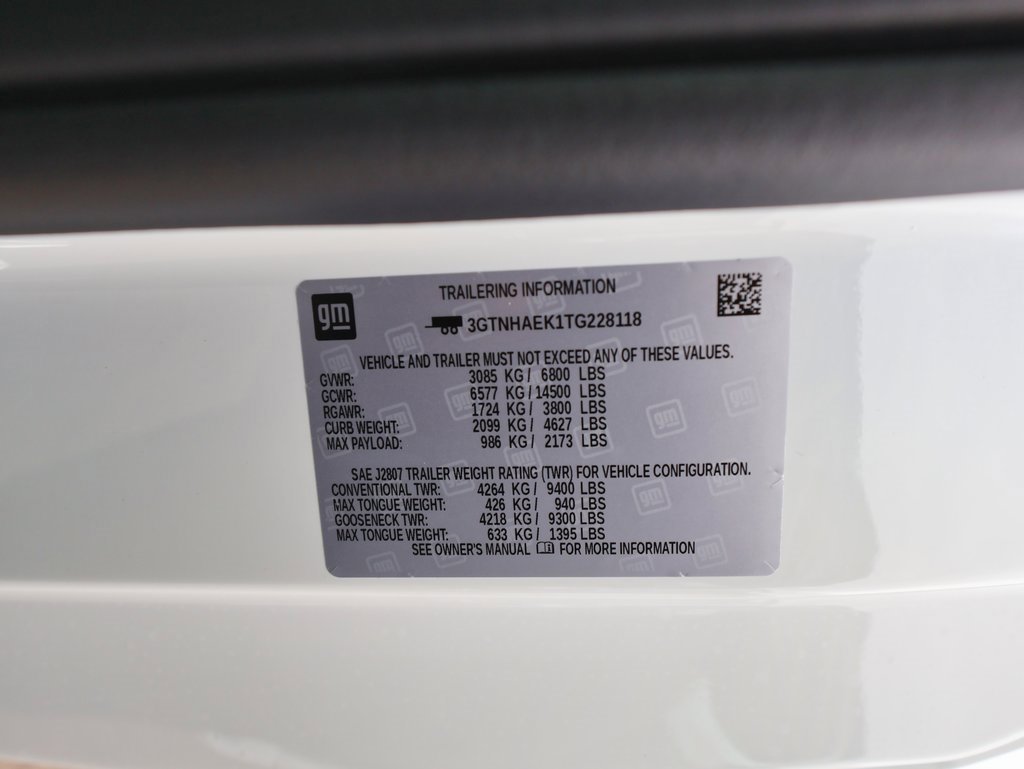 gm
TRAILERING INFORMATION
3GTNHAEK1TG228118
VEHICLE AND TRAILER MUST NOT EXCEED ANY OF THESE VALUES.
GVWR: 3085 KG / 6800 LBS
GCWR: 6577 KG / 14500 LBS
RGAWR: 1724 KG / 3800 LBS
CURB WEIGHT: 2099 KG / 4627 LBS
MAX PAYLOAD: 986 KG / 2173 LBS
SAE J2807 TRAILER WEIGHT RATING (TWR) FOR VEHICLE CONFIGURATION.
CONVENTIONAL TWR: 4264 KG / 9400 LBS
MAX TONGUE WEIGHT: 426 KG / 940 LBS
GOOSENECK TWR: 4218 KG / 9300 LBS
MAX TONGUE WEIGHT: 633 KG / 1395 LBS
SEE OWNER'S MANUAL FOR MORE INFORMATION